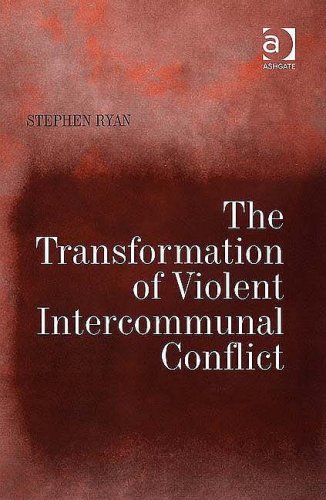 a
ASHGATE
STEPHEN RYAN
The
Transformation
of Violent
Intercommunal
Conflict